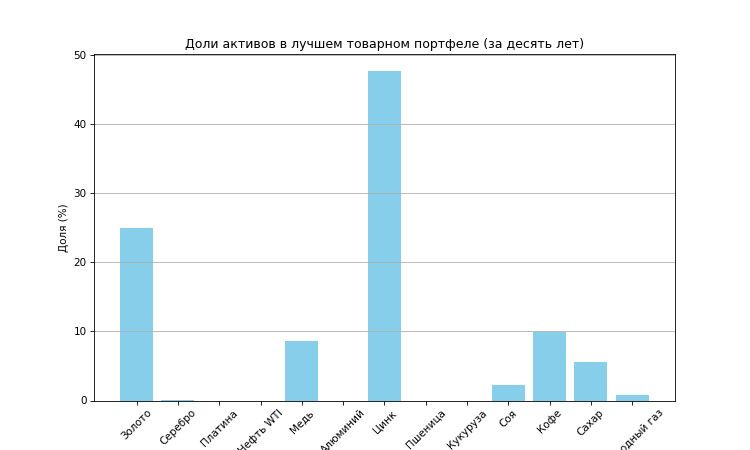 Доли активов в лучшем товарном портфеле (за десять лет)
Доля (%)
50
40
30
20
10
0
Золото
Серебро
Платина
Нефть WTI
Медь
Алюминий
Цинк
Пшеница
Кукуруза
Соя
Кофе
Сахар
газ